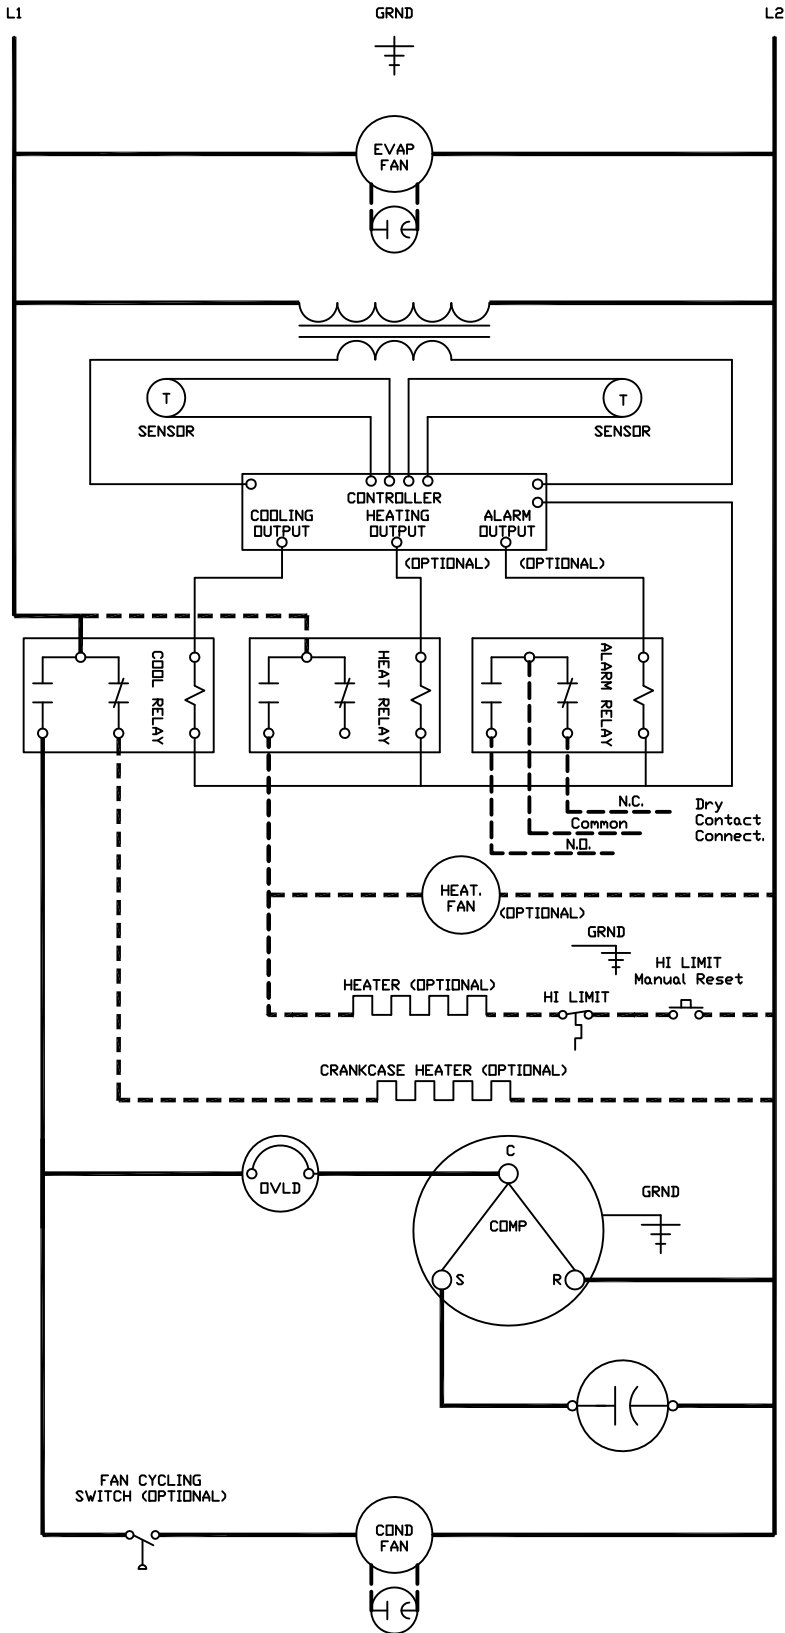 L1
GRND
L2
EVAP
FAN
T
SENSOR
T
SENSOR
CONTROLLER
COOLING
OUTPUT
HEATING
OUTPUT
ALARM
OUTPUT
(OPTIONAL)
(OPTIONAL)
COOL RELAY
HEAT RELAY
ALARM RELAY
N.C.
Common
N.O.
Dry
Contact
Connect.
HEAT.
FAN
(OPTIONAL)
GRND
HI LIMIT
Manual Reset
HEATER (OPTIONAL)
HI LIMIT
CRANKCASE HEATER (OPTIONAL)
OVLD
C
COMP
S
R
GRND
FAN CYCLING
SWITCH (OPTIONAL)
COND
FAN